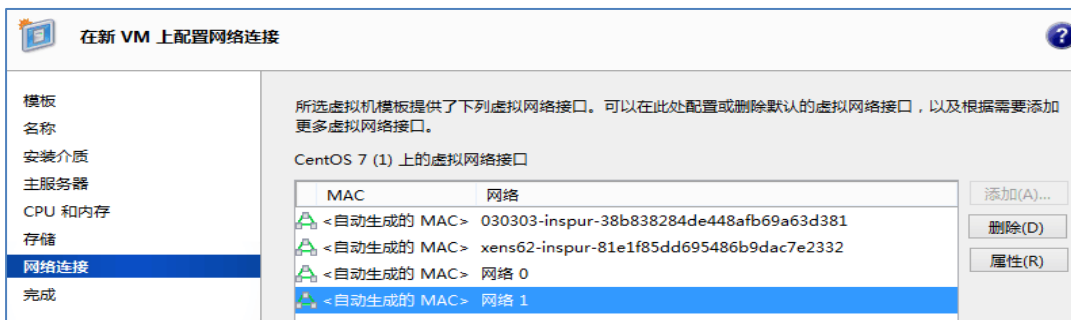 在新 VM 上配置网络连接
?
模板
名称
安装介质
主服务器
CPU 和内存
存储
网络连接
完成
所选虚拟机模板提供了下列虚拟网络接口。可以在此处配置或删除默认的虚拟网络接口，以及根据需要添加
更多虚拟网络接口。
CentOS 7 (1) 上的虚拟网络接口
MAC 网络
<自动生成的 MAC> 030303-inspur-38b838284de448afb69a63d381
<自动生成的 MAC> xens62-inspur-81e1f85dd695486b9dac7e2332
<自动生成的 MAC> 网络 0
<自动生成的 MAC> 网络 1
添加(A)...
删除(D)
属性(R)